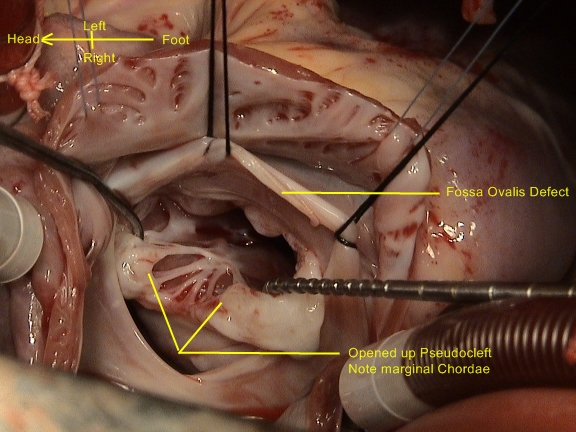 Left
Head Foot
Right
Fossa Ovalis Defect
Opened up Pseudocleft
Note marginal Chordae